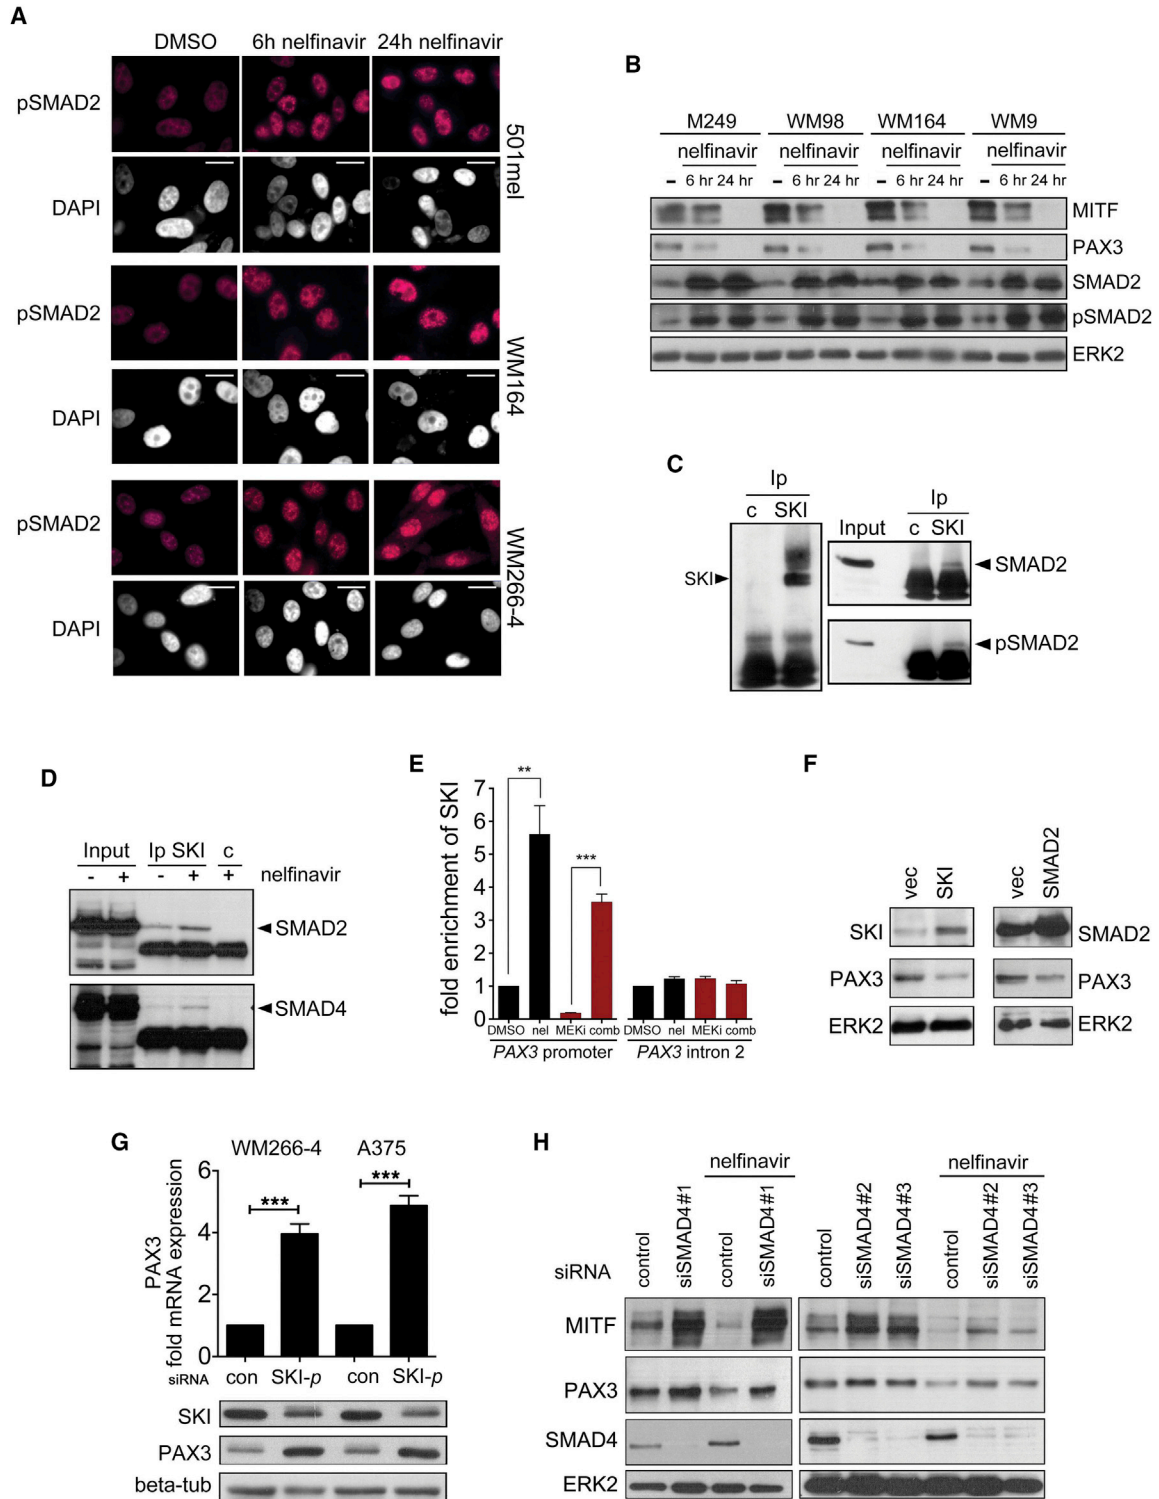 A
DMSO 6h nelfinavir 24h nelfinavir
pSMAD2
DAPI
501mel
pSMAD2
DAPI
WM164
pSMAD2
DAPI
WM266-4
B
M249 WM98 WM164 WM9
nelfinavir nelfinavir nelfinavir nelfinavir
– 6 hr 24 hr – 6 hr 24 hr – 6 hr 24 hr – 6 hr 24 hr
MITF
PAX3
SMAD2
pSMAD2
ERK2
C
Ip
c SKI
SKI
Ip
Input c SKI
SMAD2
pSMAD2
D
Input Ip SKI c
- + - + + nelfinavir
SMAD2
SMAD4
E
fold enrichment of SKI
7
6
5
4
3
2
1
0
** ***
DMSO nel MEKi comb DMSO nel MEKi comb
PAX3 promoter PAX3 intron 2
F
vec SKI vec SMAD2
SKI SMAD2
PAX3 PAX3
ERK2 ERK2
G
WM266-4 A375
PAX3
fold mRNA expression
6
4
2
0
*** ***
siRNA con SKI-p con SKI-p
SKI
PAX3
beta-tub
H
nelfinavir nelfinavir
siRNA control siSMAD4#1 control siSMAD4#1 control siSMAD4#2 siSMAD4#3 control siSMAD4#2 siSMAD4#3
MITF
PAX3
SMAD4
ERK2